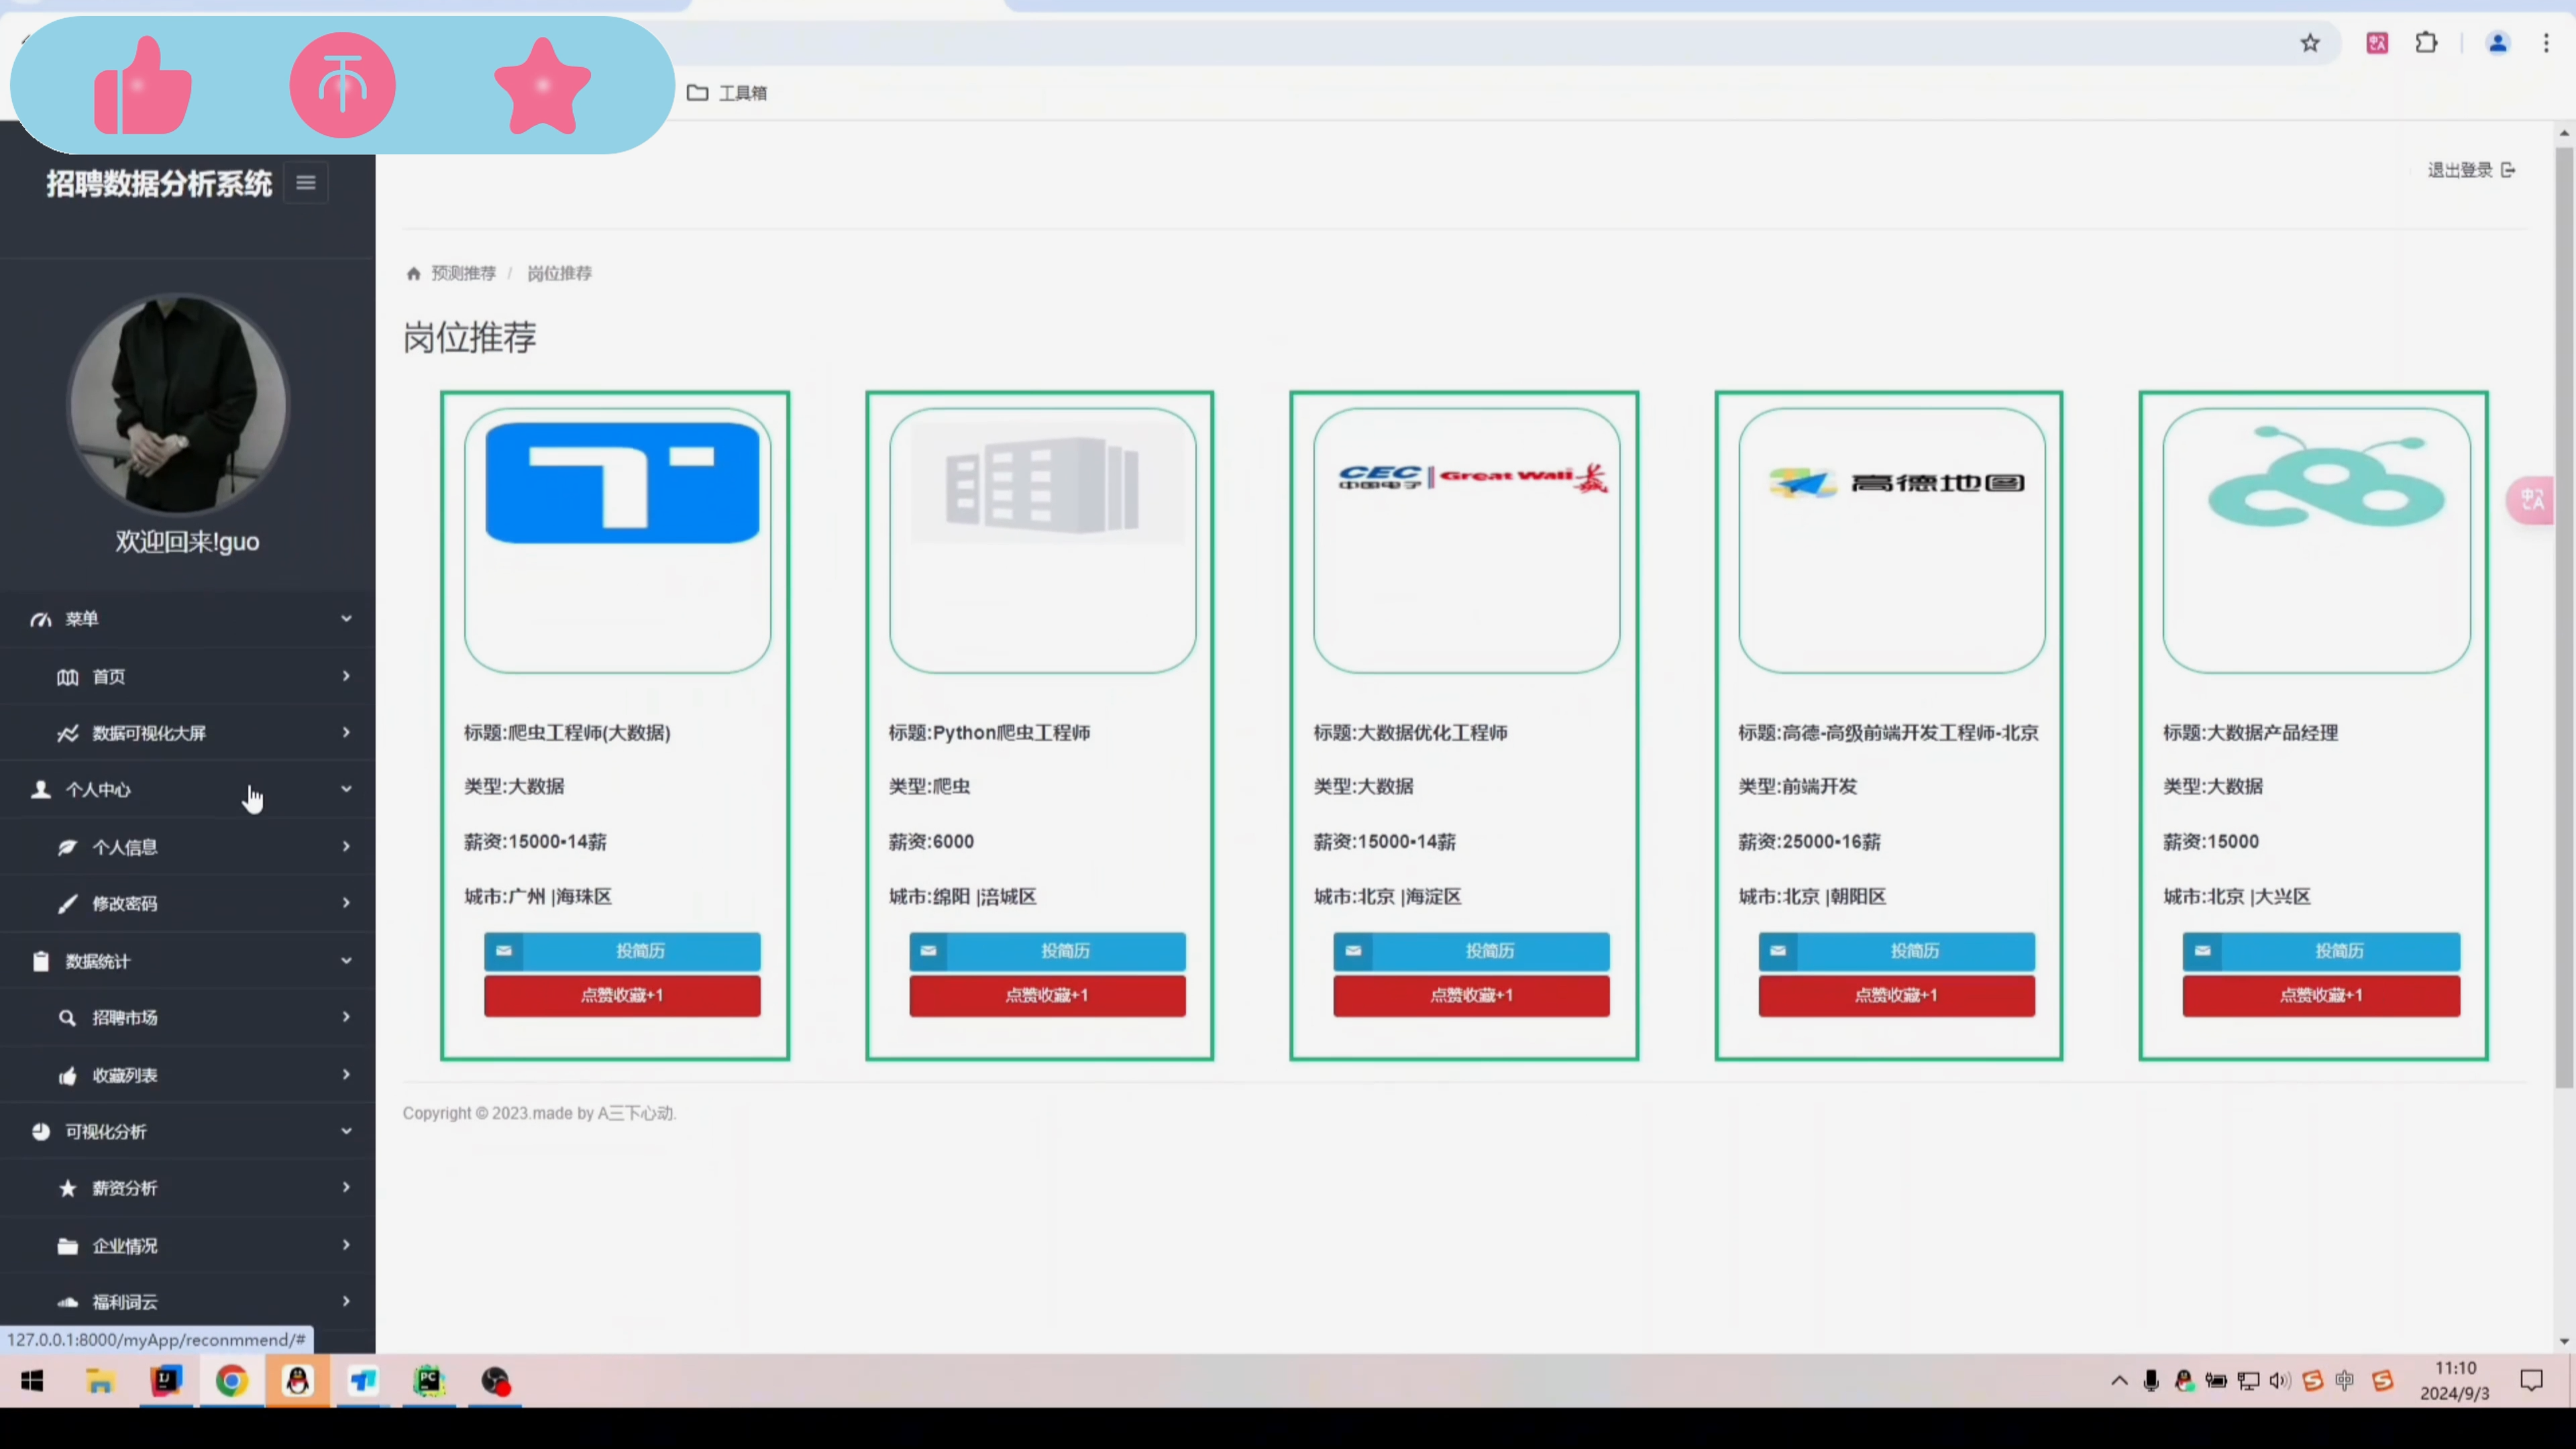 工具箱
招聘数据分析系统
退出登录
预测推荐 / 岗位推荐
岗位推荐
欢迎回来!guo
菜单
首页
数据可视化大屏
个人中心
个人信息
修改密码
数据统计
招聘市场
收藏列表
可视化分析
薪资分析
企业情况
福利词云
CEC 中国电子 Great Wall
高德地图
标题:爬虫工程师(大数据)
类型:大数据
薪资:15000·14薪
城市:广州 |海珠区
投简历
点赞收藏+1
标题:Python爬虫工程师
类型:爬虫
薪资:6000
城市:绵阳 |涪城区
投简历
点赞收藏+1
标题:大数据优化工程师
类型:大数据
薪资:15000·14薪
城市:北京 |海淀区
投简历
点赞收藏+1
标题:高德-高级前端开发工程师-北京
类型:前端开发
薪资:25000·16薪
城市:北京 |朝阳区
投简历
点赞收藏+1
标题:大数据产品经理
类型:大数据
薪资:15000
城市:北京 |大兴区
投简历
点赞收藏+1
Copyright © 2023.made by A三下心动.
127.0.0.1:8000/myApp/reconmmend/#
中
11:10
2024/9/3